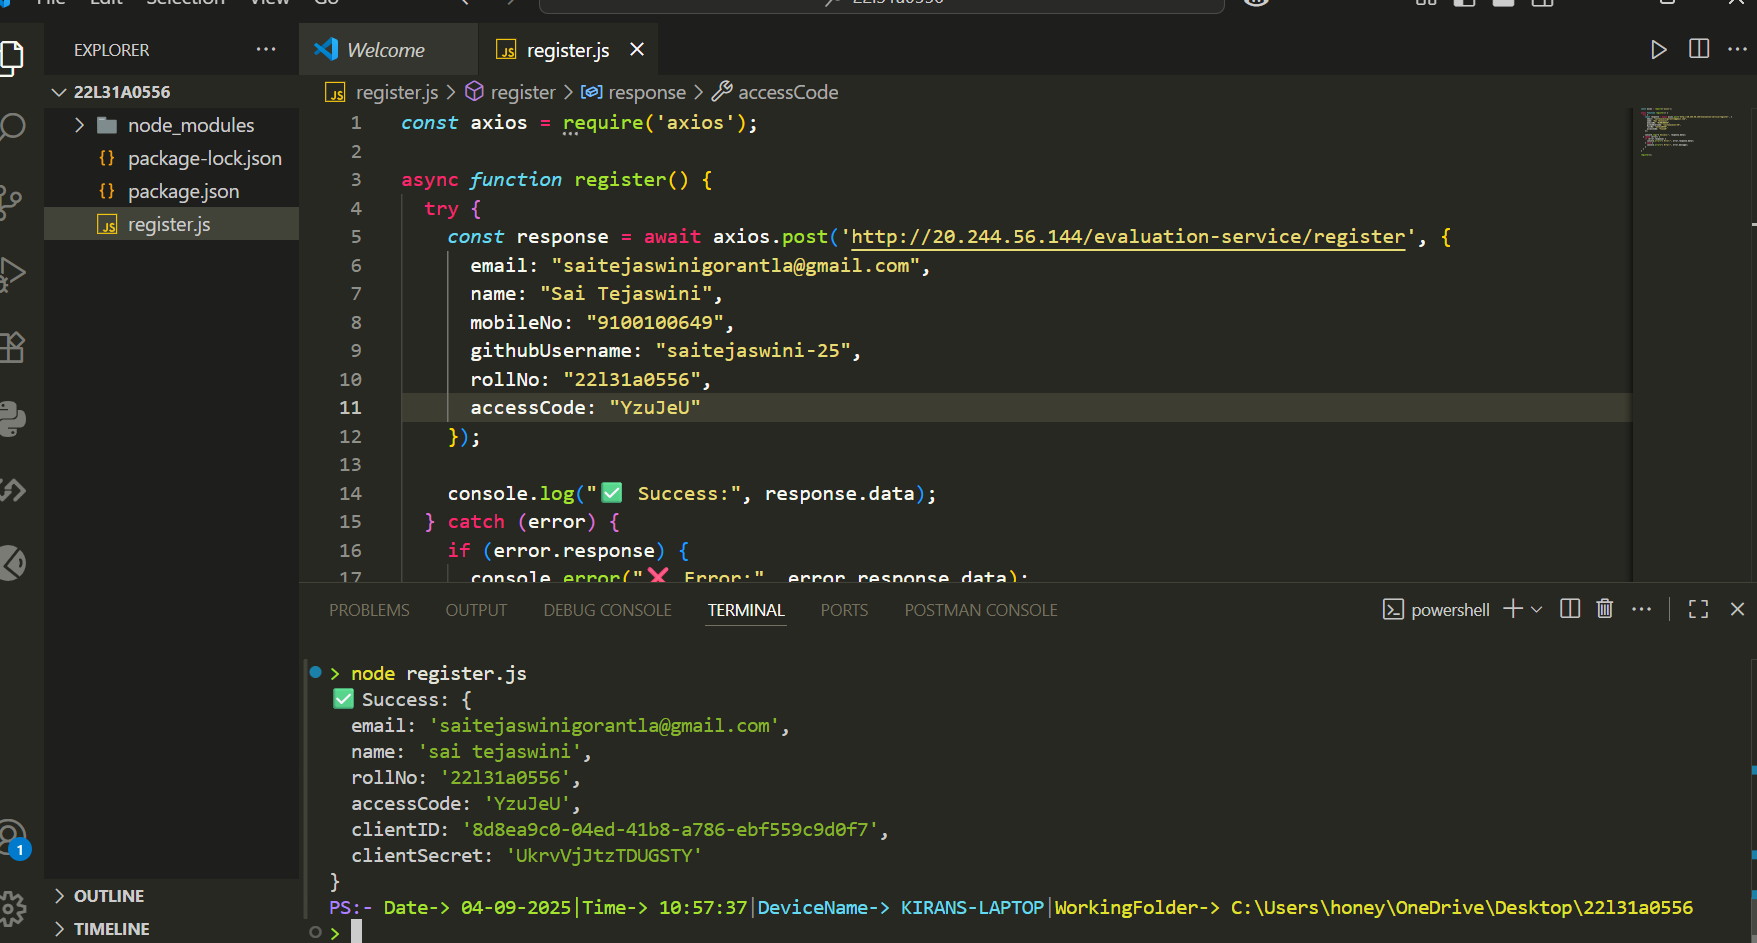 File Edit Selection View Go
22l31a0556
EXPLORER
Welcome
register.js
22L31A0556
register.js > register > response > accessCode
node_modules
package-lock.json
package.json
register.js
1 const axios = require('axios');
2
3 async function register() {
4 try {
5 const response = await axios.post('http://20.244.56.144/evaluation-service/register', {
6 email: "saitejaswinigorantla@gmail.com",
7 name: "Sai Tejaswini",
8 mobileNo: "9100100649",
9 githubUsername: "saitejaswini-25",
10 rollNo: "22l31a0556",
11 accessCode: "YzuJeU"
12 });
13
14 console.log("✅ Success:", response.data);
15 } catch (error) {
16 if (error.response) {
17 console.error("❌ Error:", error.response.data);
PROBLEMS OUTPUT DEBUG CONSOLE TERMINAL PORTS POSTMAN CONSOLE
powershell
> node register.js
✅ Success: {
email: 'saitejaswinigorantla@gmail.com',
name: 'sai tejaswini',
rollNo: '22l31a0556',
accessCode: 'YzuJeU',
clientID: '8d8ea9c0-04ed-41b8-a786-ebf559c9d0f7',
clientSecret: 'UkrvVjJtzTDUGSTY'
}
PS:- Date-> 04-09-2025|Time-> 10:57:37|DeviceName-> KIRANS-LAPTOP|WorkingFolder-> C:\Users\honey\OneDrive\Desktop\22l31a0556
>
1
OUTLINE
TIMELINE